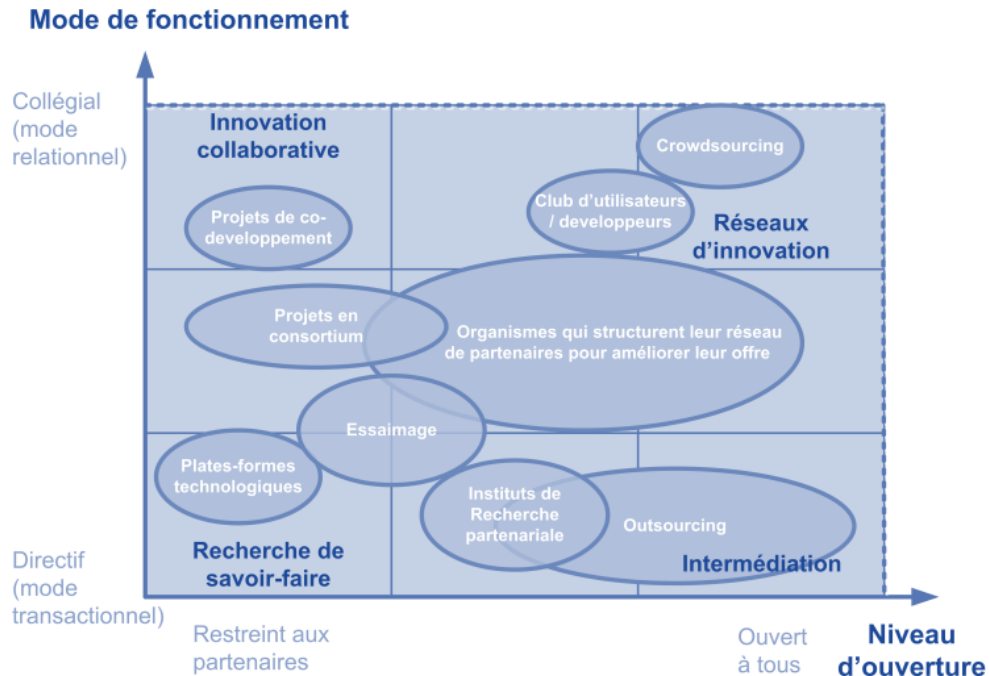 Mode de fonctionnement
Collégial
(mode
relationnel)
Innovation
collaborative
Crowdsourcing
Projets de co-
developpement
Club d'utilisateurs
/ developpeurs
Réseaux
d'innovation
Projets en
consortium
Organismes qui structurent leur réseau
de partenaires pour améliorer leur offre
Essaimage
Plates-formes
technologiques
Instituts de
Recherche
partenariale
Outsourcing
Recherche de
savoir-faire
Intermédiation
Directif
(mode
transactionnel)
Restreint aux
partenaires
Ouvert
à tous
Niveau
d'ouverture